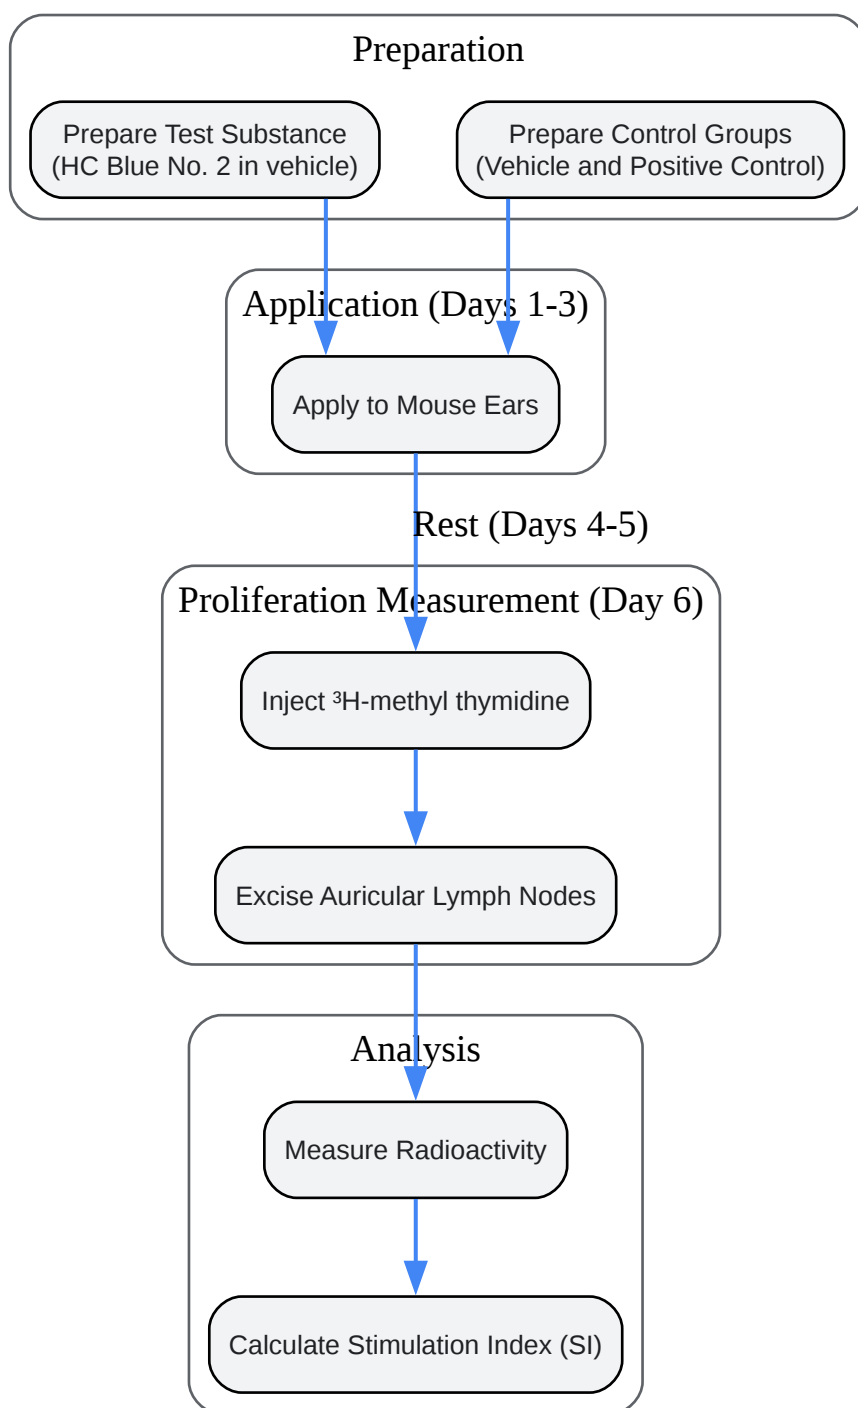 Preparation
Prepare Test Substance
(HC Blue No. 2 in vehicle)
Prepare Control Groups
(Vehicle and Positive Control)
Application (Days 1-3)
Apply to Mouse Ears
Rest (Days 4-5)
Proliferation Measurement (Day 6)
Inject ³H-methyl thymidine
Excise Auricular Lymph Nodes
Analysis
Measure Radioactivity
Calculate Stimulation Index (SI)